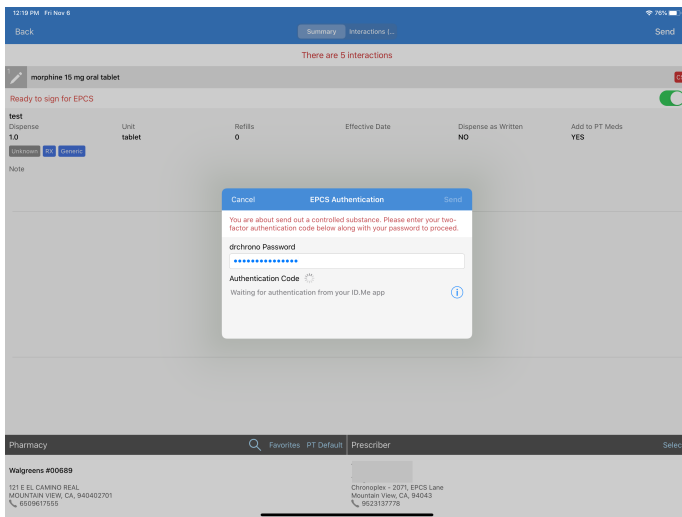 12:19 PM Fri Nov 6
76%
Back
Summary
Interactions (...
Send
There are 5 interactions
1
morphine 15 mg oral tablet
Ready to sign for EPCS
test
Dispense Unit Refills Effective Date Dispense as Written Add to PT Meds
1.0 tablet 0 NO YES
Unknown RX Generic
Note
Cancel EPCS Authentication Send
You are about send out a controlled substance. Please enter your two-
factor authentication code below along with your password to proceed.
drchrono Password
Authentication Code
Waiting for authentication from your ID.Me app
Pharmacy Favorites PT Default Prescriber Selec
Walgreens #00689
121 E EL CAMINO REAL
MOUNTAIN VIEW, CA, 940402701
6509617555
Chronoplex - 2071, EPCS Lane
Mountain View, CA, 94043
9523137778